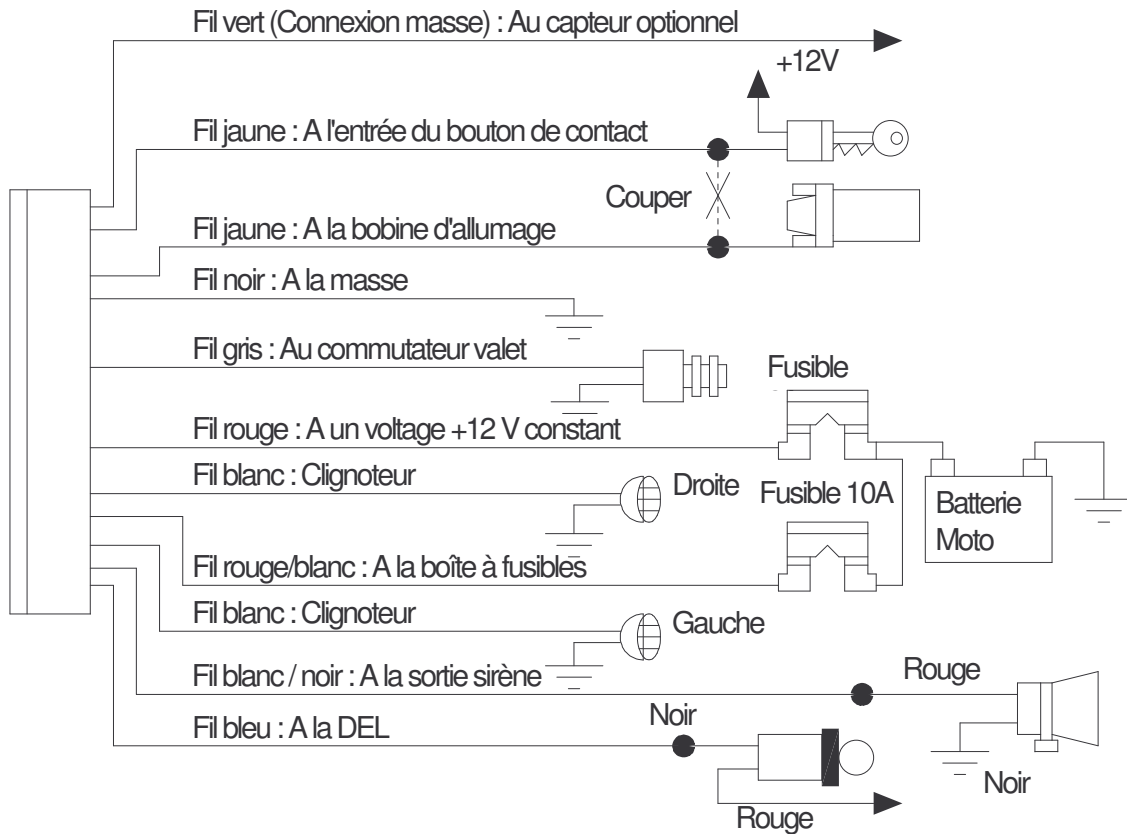 Fil vert (Connexion masse) : Au capteur optionnel
+12V
Fil jaune : A l'entrée du bouton de contact
Couper
Fil jaune : A la bobine d'allumage
Fil noir : A la masse
Fil gris : Au commutateur valet
Fusible
Fil rouge : A un voltage +12 V constant
Fil blanc : Clignoteur
Droite
Fusible 10A
Batterie
Moto
Fil rouge/blanc : A la boîte à fusibles
Fil blanc : Clignoteur
Gauche
Fil blanc / noir : A la sortie sirène
Rouge
Fil bleu : A la DEL
Noir
Noir
Rouge